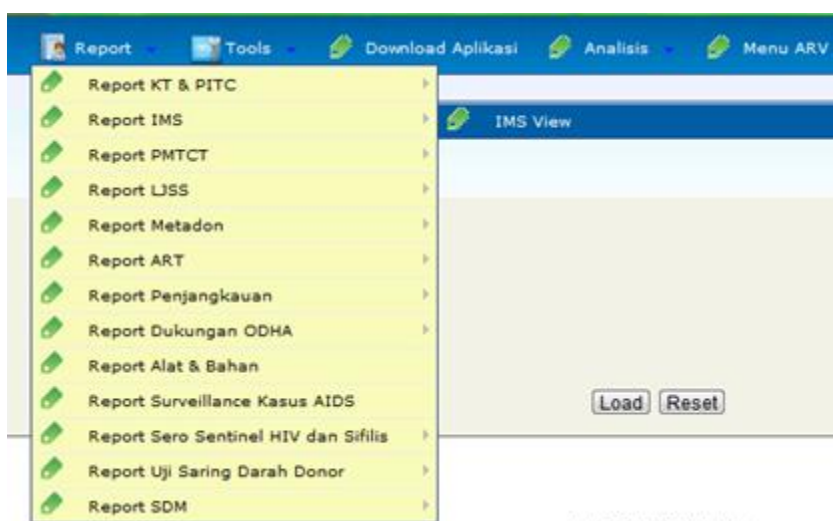 Report Tools Download Aplikasi Analisis Menu ARV
Report KT & PITC
Report IMS
IMS View
Report PMTCT
Report LJSS
Report Metadon
Report ART
Report Penjangkauan
Report Dukungan ODHA
Report Alat & Bahan
Report Surveillance Kasus AIDS
Load Reset
Report Sero Sentinel HIV dan Sifilis
Report Uji Saring Darah Donor
Report SDM